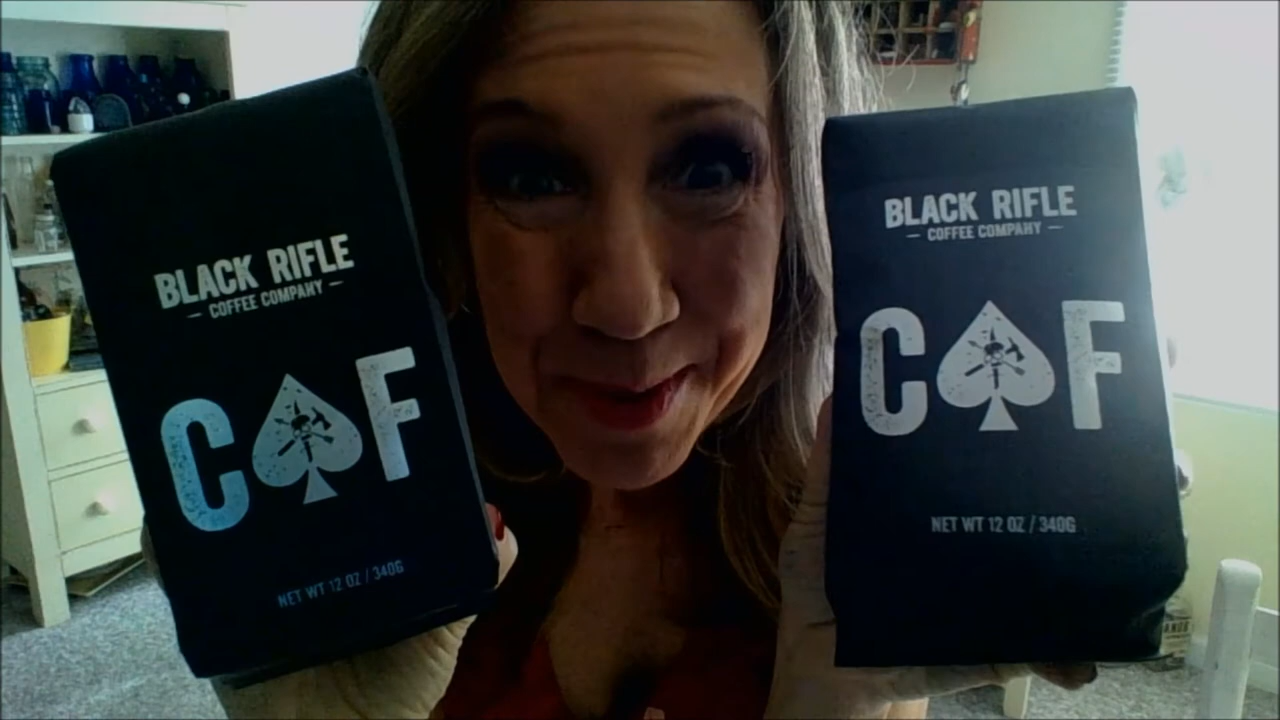 BLACK RIFLE
— COFFEE COMPANY —
C♠F
NET WT 12 OZ / 340G
BLACK RIFLE
— COFFEE COMPANY —
C♠F
NET WT 12 OZ / 340G